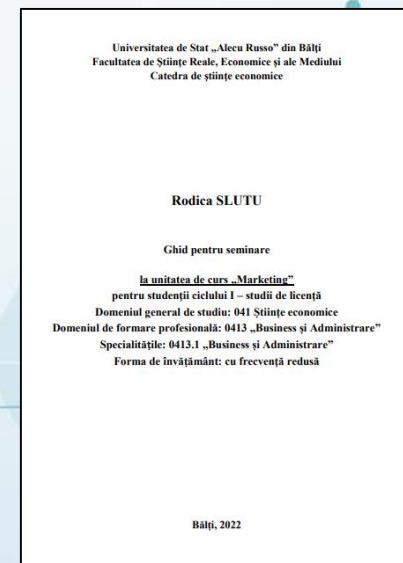 Universitatea de Stat „Alecu Russo” din Bălți
Facultatea de Științe Reale, Economice și ale Mediului
Catedra de științe economice
Rodica SLUTU
Ghid pentru seminare
la unitatea de curs „Marketing”
pentru studenții ciclului I – studii de licență
Domeniul general de studiu: 041 Științe economice
Domeniul de formare profesională: 0413 „Business și Administrare”
Specialitățile: 0413.1 „Business și Administrare”
Forma de învățământ: cu frecvență redusă
Bălți, 2022